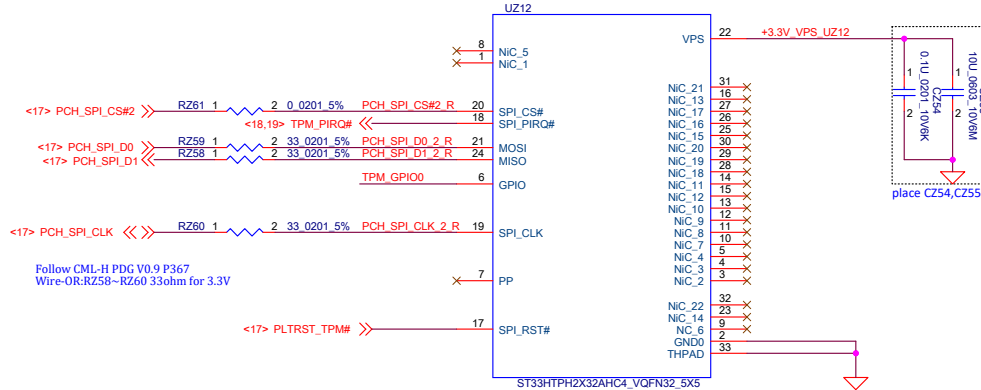 UZ12
8 NiC_5
1 NiC_1
<17> PCH_SPI_CS#2 RZ61 1 2 0_0201_5% PCH_SPI_CS#2_R 20 SPI_CS#
<18,19> TPM_PIRQ# 18 SPI_PIRQ#
<17> PCH_SPI_D0 RZ59 1 2 33_0201_5% PCH_SPI_D0_2_R 21 MOSI
<17> PCH_SPI_D1 RZ58 1 2 33_0201_5% PCH_SPI_D1_2_R 24 MISO
TPM_GPIO0 6 GPIO
<17> PCH_SPI_CLK RZ60 1 2 33_0201_5% PCH_SPI_CLK_2_R 19 SPI_CLK
Follow CML-H PDG V0.9 P367
Wire-OR:RZ58~RZ60 33ohm for 3.3V
7 PP
<17> PLTRST_TPM# 17 SPI_RST#
VPS 22 +3.3V_VPS_UZ12
NiC_21 31
NiC_13 16
NiC_17 27
NiC_16 26
NiC_15 25
NiC_20 30
NiC_19 29
NiC_18 28
NiC_11 14
NiC_12 15
NiC_10 13
NiC_9 12
NiC_8 11
NiC_7 10
NiC_4 5
NiC_3 4
NiC_2 3
NiC_22 32
NiC_14 23
NC_6 9
GND0 2
THPAD 33
ST33HTPH2X32AHC4_VQFN32_5X5
1 2
0.1U_0201_10V6K
CZ54
1 2
10U_0603_10V6M
place CZ54,CZ55